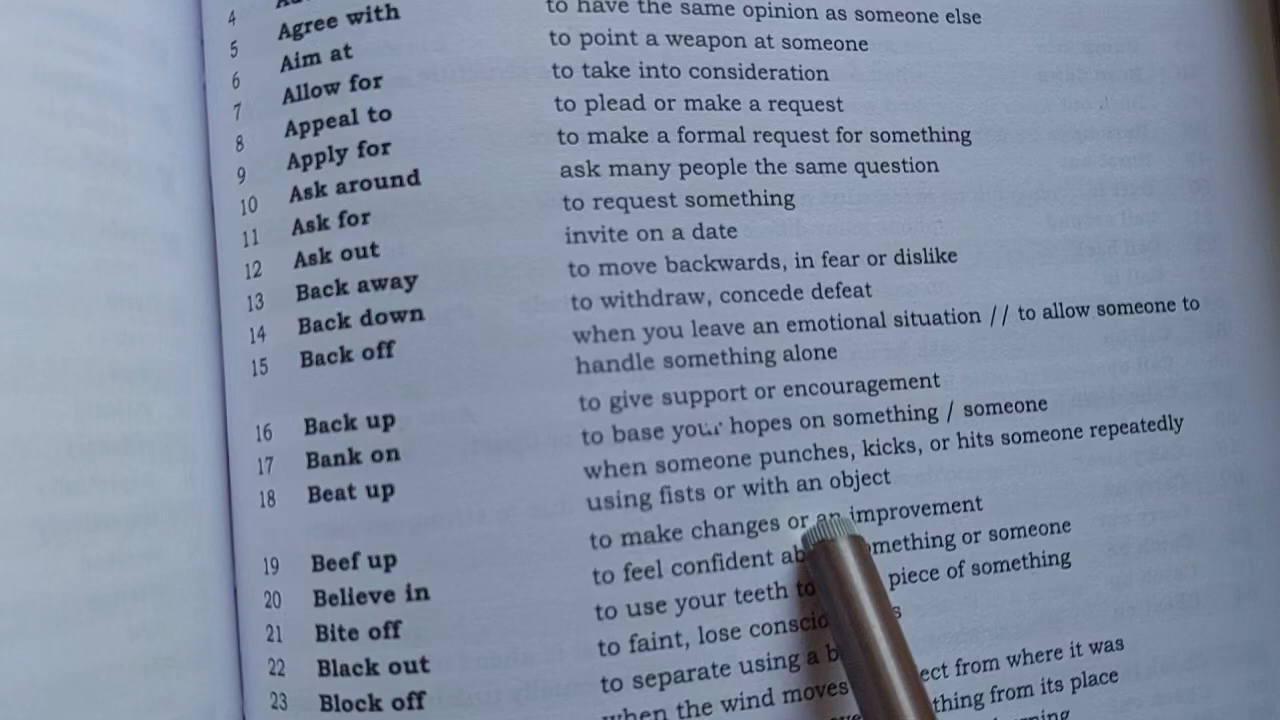 4 Agree with to have the same opinion as someone else
5 Aim at to point a weapon at someone
6 Allow for to take into consideration
7 Appeal to to plead or make a request
8 Apply for to make a formal request for something
9 Ask around ask many people the same question
10 Ask for to request something
11 Ask out invite on a date
12 Back away to move backwards, in fear or dislike
13 Back down to withdraw, concede defeat
14 Back off when you leave an emotional situation // to allow someone to
15 handle something alone
16 Back up to give support or encouragement
17 Bank on to base your hopes on something / someone
18 Beat up when someone punches, kicks, or hits someone repeatedly
using fists or with an object
19 Beef up to make changes or an improvement
20 Believe in to feel confident or someone
21 Bite off to use your teeth to piece of something
22 Black out to faint, lose
23 Block off to separate using a
when the wind moves from where it was
from its place